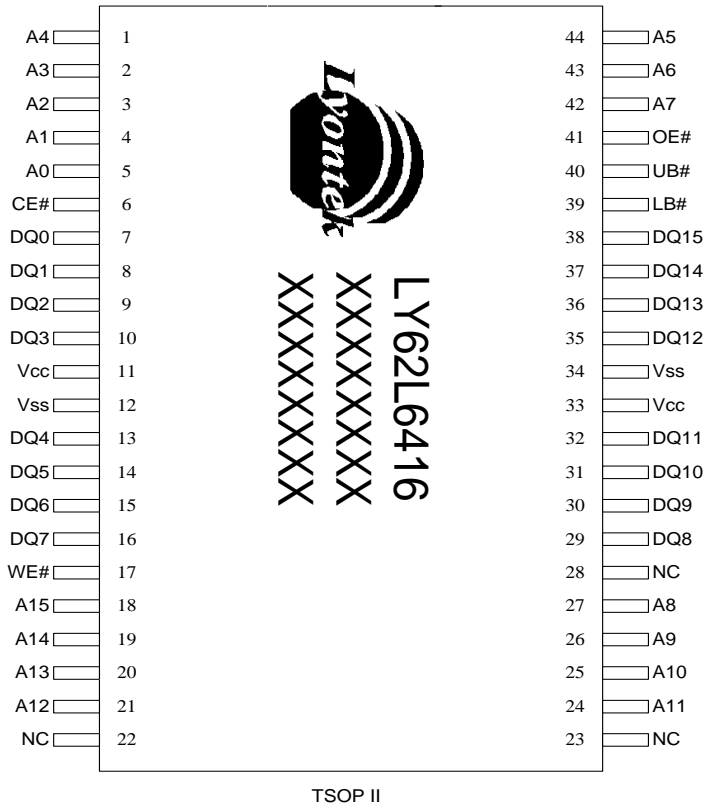 A4 1 44 A5
A3 2 43 A6
A2 3 42 A7
A1 4 41 OE#
A0 5 40 UB#
CE# 6 39 LB#
DQ0 7 38 DQ15
DQ1 8 37 DQ14
DQ2 9 36 DQ13
DQ3 10 35 DQ12
Vcc 11 34 Vss
Vss 12 33 Vcc
DQ4 13 32 DQ11
DQ5 14 31 DQ10
DQ6 15 30 DQ9
DQ7 16 29 DQ8
WE# 17 28 NC
A15 18 27 A8
A14 19 26 A9
A13 20 25 A10
A12 21 24 A11
NC 22 23 NC
Lyontek
LY62L6416
XXXXXXXX
XXXXXXXX
TSOP II